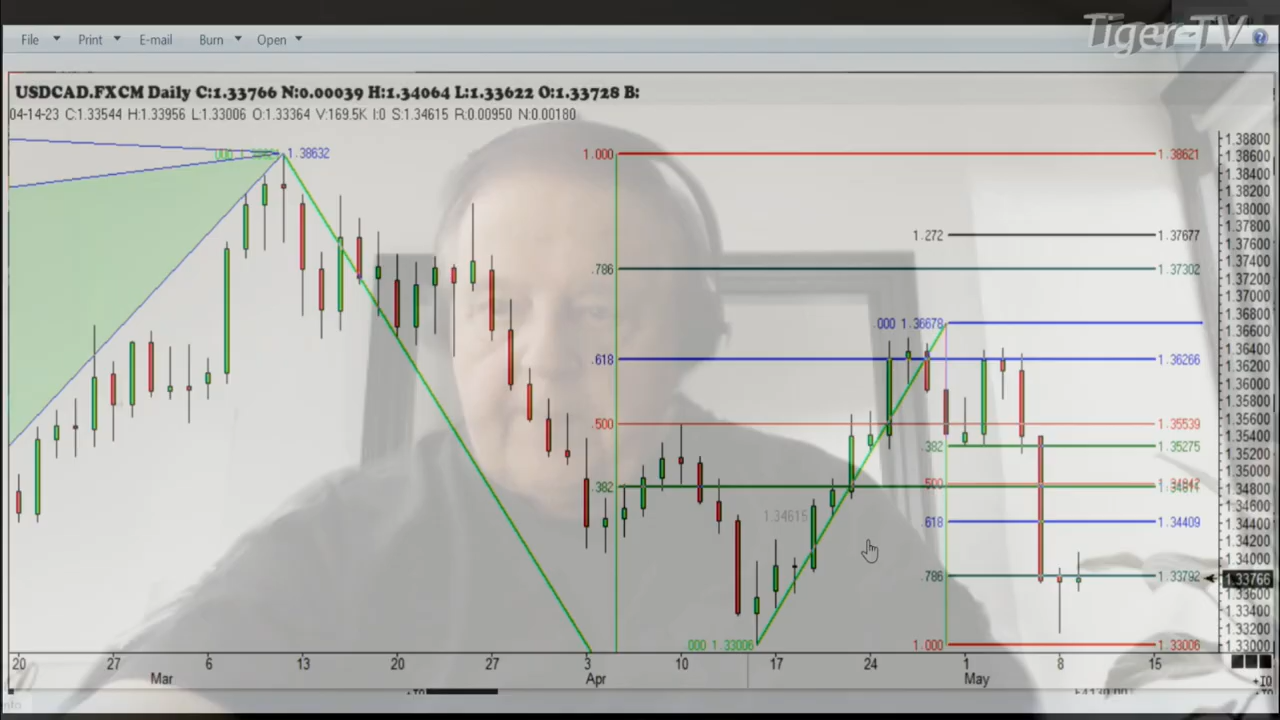 Tiger-TV
File Print E-mail Burn Open
USDCAD.FXCM Daily C:1.33766 N:0.00039 H:1.34064 L:1.33622 O:1.33728 B:
04-14-23 C:1.33544 H:1.33956 L:1.33006 O:1.33364 V:169.5K I:0 S:1.34615 R:0.00950 N:0.00180
1.38800
1.38632 1.000 1.38621 1.38600
1.38400
1.38200
1.38000
1.37800
1.272 1.37677 1.37600
1.37400
.786 1.37302 1.37200
1.37000
1.36800
.000 1.36678 1.36600
1.36400
.618 1.36266 1.36200
1.36000
1.35800
.500 1.35539 1.35600
1.35400
.382 1.35275 1.35200
1.35000
.382 .500 1.34800
1.34615 .618 1.34409 1.34600
1.34400
1.34200
1.34000
.786 1.33792 1.33766
1.33600
1.33400
1.33200
.000 1.33006 1.000 1.33006 1.33000
20 27 6 13 20 27 3 10 17 24 1 8 15
Mar Apr May